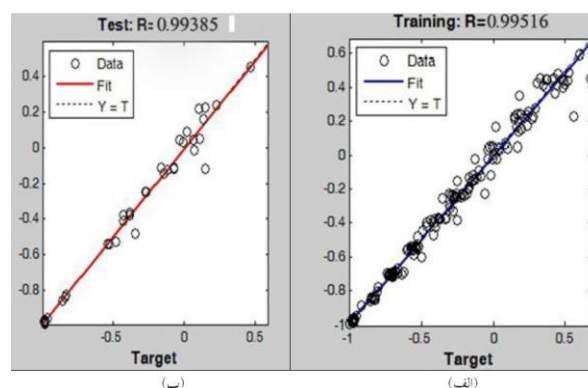 Test: R= 0.99385
Data
Fit
Y = T
0.4
0.2
0
-0.2
-0.4
-0.6
-0.8
-0.5
0
0.5
Target
(ب)
Training: R=0.99516
Data
Fit
Y = T
0.6
0.4
0.2
0
-0.2
-0.4
-0.6
-0.8
-1
-1
-0.5
0
0.5
Target
(الف)